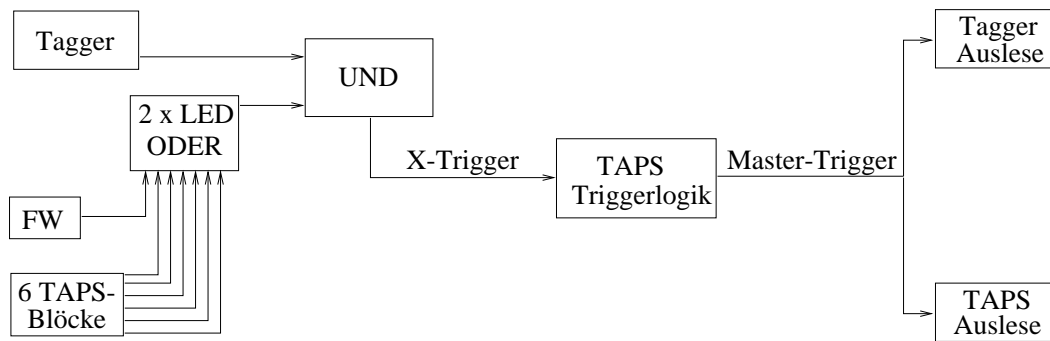 Tagger
UND
2 x LED
ODER
FW
6 TAPS-
Blöcke
X-Trigger
TAPS
Triggerlogik
Master-Trigger
Tagger
Auslese
TAPS
Auslese